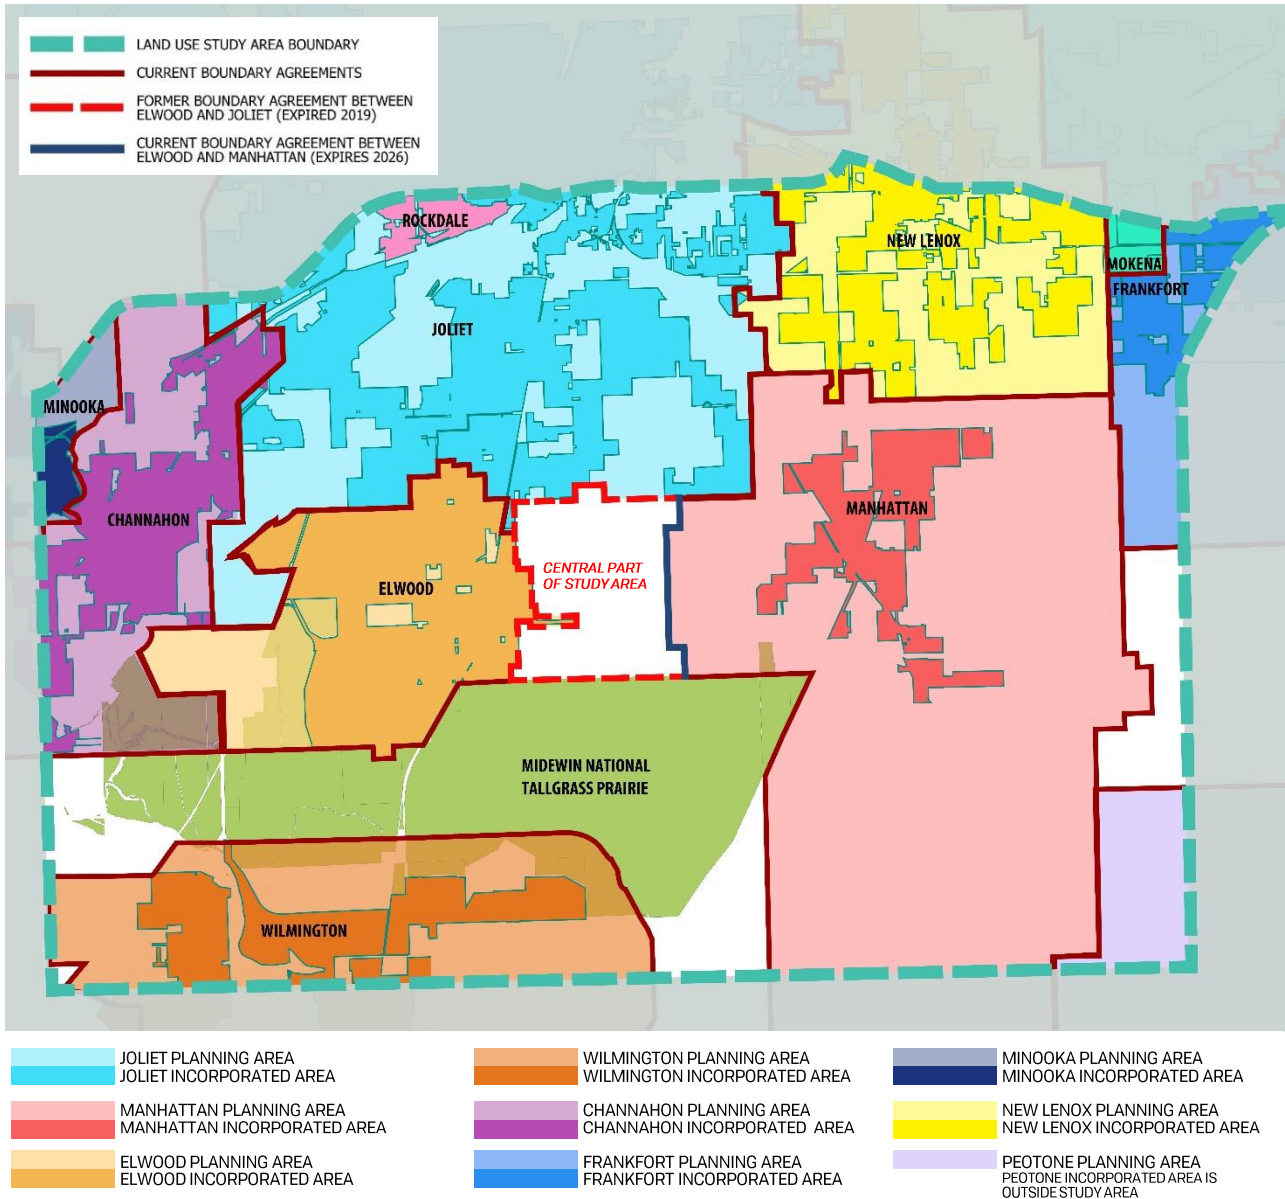 LAND USE STUDY AREA BOUNDARY
CURRENT BOUNDARY AGREEMENTS
FORMER BOUNDARY AGREEMENT BETWEEN
ELWOOD AND JOLIET (EXPIRED 2019)
CURRENT BOUNDARY AGREEMENT BETWEEN
ELWOOD AND MANHATTAN (EXPIRES 2026)
ROCKDALE
NEW LENOX
MOKENA
FRANKFORT
JOLIET
MINOOKA
CHANNAHON
MANHATTAN
CENTRAL PART
OF STUDY AREA
ELWOOD
MIDEWIN NATIONAL
TALLGRASS PRAIRIE
WILMINGTON
JOLIET PLANNING AREA
JOLIET INCORPORATED AREA
MANHATTAN PLANNING AREA
MANHATTAN INCORPORATED AREA
ELWOOD PLANNING AREA
ELWOOD INCORPORATED AREA
WILMINGTON PLANNING AREA
WILMINGTON INCORPORATED AREA
CHANNAHON PLANNING AREA
CHANNAHON INCORPORATED AREA
FRANKFORT PLANNING AREA
FRANKFORT INCORPORATED AREA
MINOOKA PLANNING AREA
MINOOKA INCORPORATED AREA
NEW LENOX PLANNING AREA
NEW LENOX INCORPORATED AREA
PEOTONE PLANNING AREA
PEOTONE INCORPORATED AREA IS
OUTSIDE STUDY AREA